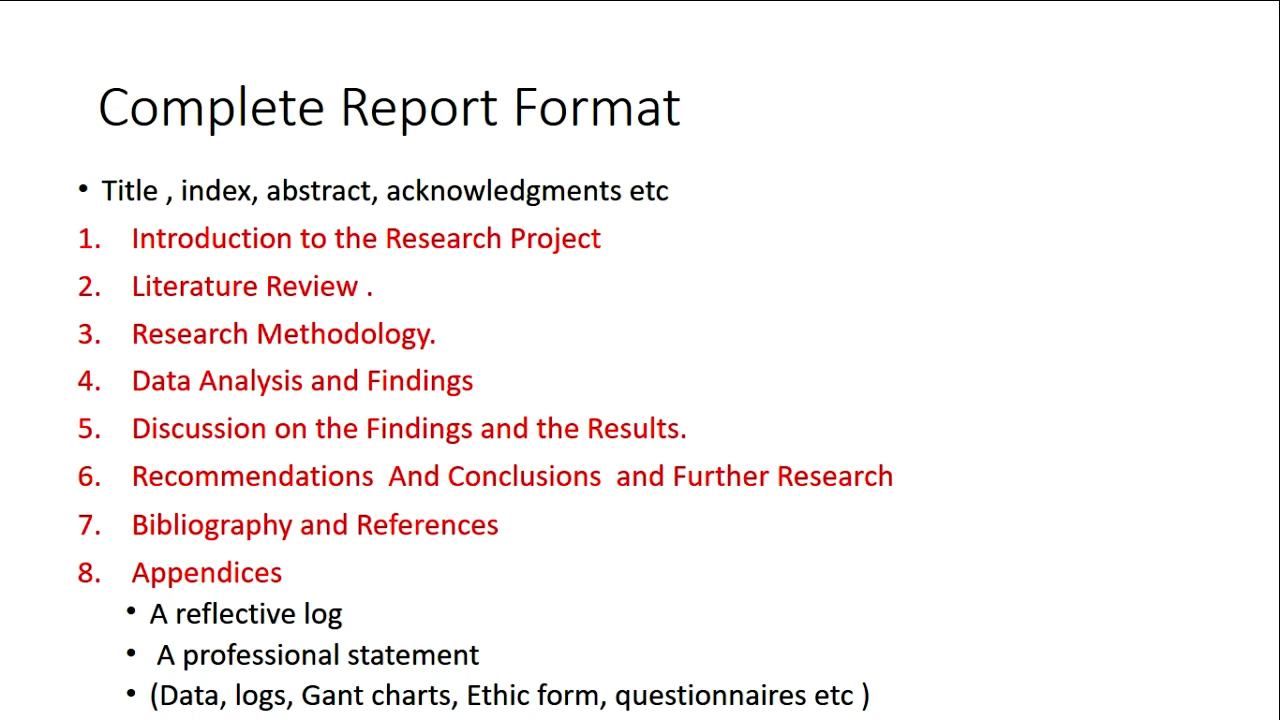 Complete Report Format
• Title , index, abstract, acknowledgments etc
1. Introduction to the Research Project
2. Literature Review .
3. Research Methodology.
4. Data Analysis and Findings
5. Discussion on the Findings and the Results.
6. Recommendations And Conclusions and Further Research
7. Bibliography and References
8. Appendices
• A reflective log
• A professional statement
• (Data, logs, Gant charts, Ethic form, questionnaires etc )